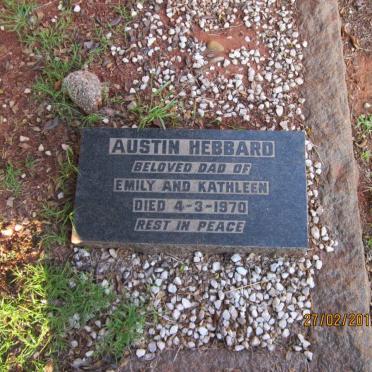 AUSTIN HEBBARD
BELOVED DAD OF
EMILY AND KATHLEEN
DIED 4-3-1970
REST IN PEACE